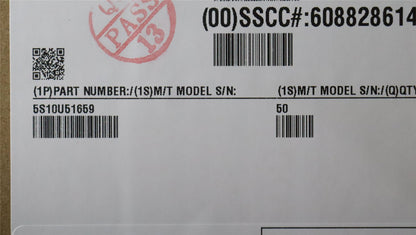 PASS
13
(00)SSCC#:608828614
(1P)PART NUMBER:/(1S)M/T MODEL S/N:
(1S)M/T MODEL S/N:/(Q)QTY
5S10U51659
50